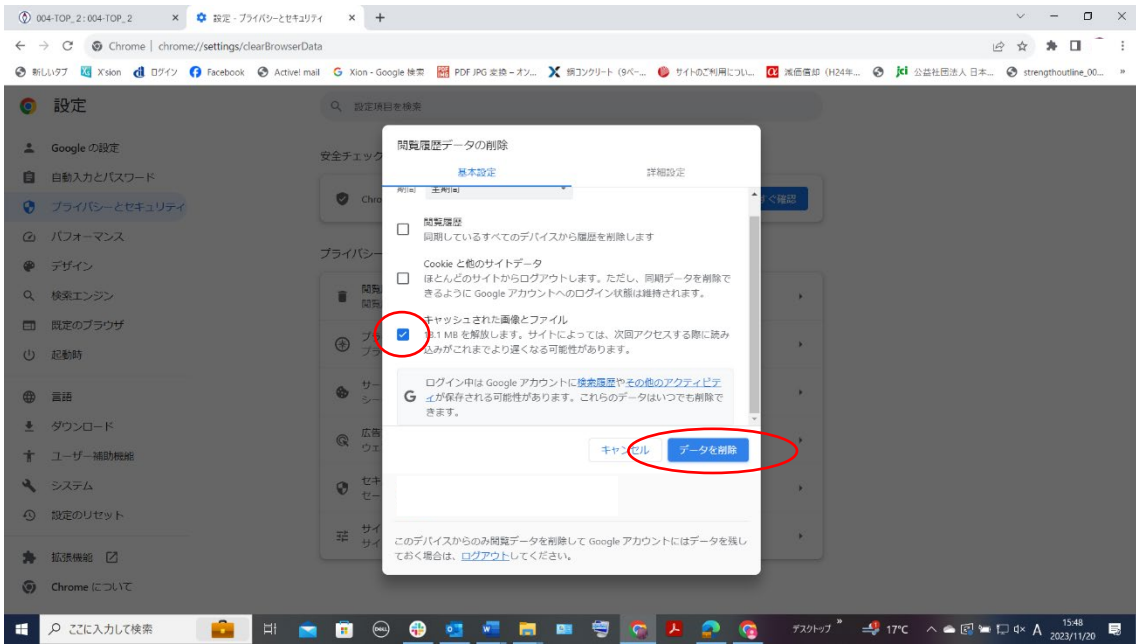 004-TOP_2 : 004-TOP_2
設定 - プライバシーとセキュリティ
Chrome | chrome://settings/clearBrowserData
新しいタブ
X'sion
ログイン
Facebook
Active! mail
Xion - Google 検索
PDF JPG 変換 – オン...
サイトのご利用につい...
減価償却 (H24年...
公益社団法人 日本...
strengthoutline_00...
設定
設定項目を検索
Google の設定
自動入力とパスワード
プライバシーとセキュリティ
パフォーマンス
デザイン
検索エンジン
既定のブラウザ
起動時
言語
ダウンロード
ユーザー補助機能
システム
設定のリセット
拡張機能
Chrome について
安全チェック
Chro
ぐ確認
プライバシー
閲覧履歴データの削除
基本設定
詳細設定
期間
全期間
閲覧履歴
同期しているすべてのデバイスから履歴を削除します
Cookie と他のサイトデータ
ほとんどのサイトからログアウトします。ただし、同期データを削除で
きるように Google アカウントへのログイン状態は維持されます。
キャッシュされた画像とファイル
MB を解放します。サイトによっては、次回アクセスする際に読み
込みがこれまでより遅くなる可能性があります。
ログイン中は Google アカウントに検索履歴やその他のアクティビテ
ィが保存される可能性があります。これらのデータはいつでも削除で
きます。
キャンセル
データを削除
このデバイスからのみ閲覧データを削除して Google アカウントにはデータを残し
ておく場合は、ログアウトしてください。
ここに入力して検索
デスクトップ
17°C
A
15:48
2023/11/20